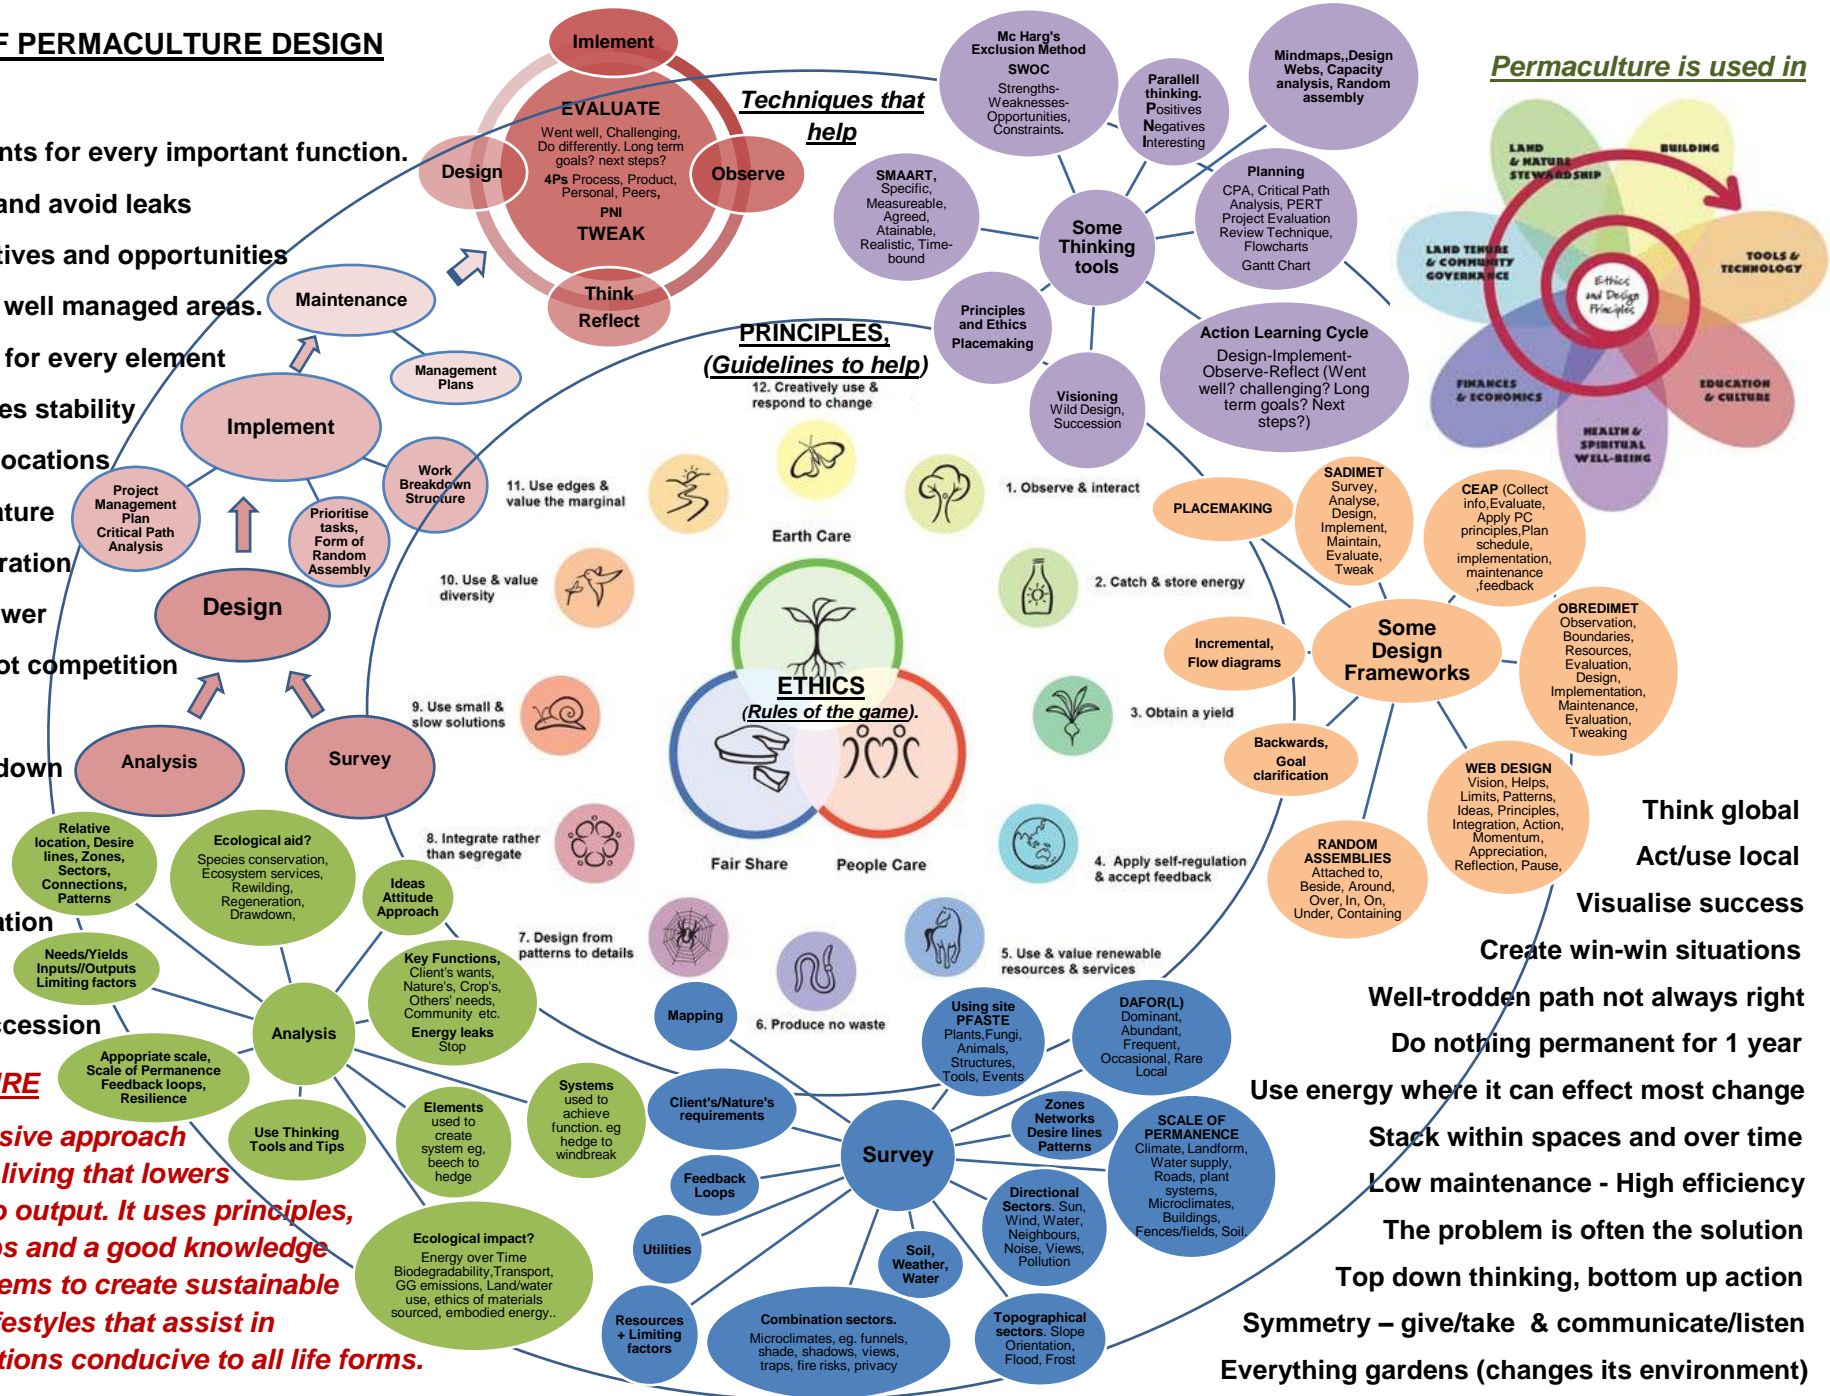 F PERMACULTURE DESIGN
nts for every important function.
and avoid leaks
tives and opportunities
well managed areas.
for every element
es stability
ocations
ature
ration
wer
ot competition
down
ation
ccession
RE
sive approach
living that lowers
o output. It uses principles,
os and a good knowledge
tems to create sustainable
festyles that assist in
tions conducive to all life forms.
Imlement
EVALUATE
Went well, Challenging,
Do differently. Long term
goals? next steps?
4Ps Process, Product,
Personal, Peers,
PNI
TWEAK
Design
Observe
Think
Reflect
Maintenance
Management
Plans
Implement
Project
Management
Plan
Critical Path
Analysis
Prioritise
tasks,
Form of
Random
Assembly
Work
Breakdown
Structure
Design
Analysis
Survey
Techniques that
help
Mc Harg's
Exclusion Method
SWOC
Strengths-
Weaknesses-
Opportunities,
Constraints.
Parallell
thinking.
Positives
Negatives
Interesting
Mindmaps,,Design
Webs, Capacity
analysis, Random
assembly
SMAART,
Specific,
Measureable,
Agreed,
Atainable,
Realistic, Time-
bound
Some
Thinking
tools
Planning
CPA, Critical Path
Analysis, PERT
Project Evaluation
Review Technique,
Flowcharts
Gantt Chart
Principles
and Ethics
Placemaking
Visioning
Wild Design,
Succession
Action Learning Cycle
Design-Implement-
Observe-Reflect (Went
well? challenging? Long
term goals? Next
steps?)
Permaculture is used in
LAND
& NATURE
STEWARDSHIP
BUILDING
TOOLS &
TECHNOLOGY
EDUCATION
& CULTURE
HEALTH &
SPIRITUAL
WELL-BEING
FINANCES
& ECONOMICS
LAND TENURE
& COMMUNITY
GOVERNANCE
Ethics
and Design
Principles
PRINCIPLES,
(Guidelines to help)
12. Creatively use &
respond to change
1. Observe & interact
2. Catch & store energy
3. Obtain a yield
4. Apply self-regulation
& accept feedback
5. Use & value renewable
resources & services
6. Produce no waste
7. Design from
patterns to details
8. Integrate rather
than segregate
9. Use small &
slow solutions
10. Use & value
diversity
11. Use edges &
value the marginal
Earth Care
ETHICS
(Rules of the game).
Fair Share
People Care
PLACEMAKING
SADIMET
Survey,
Analyse,
Design,
Implement,
Maintain,
Evaluate,
Tweak
CEAP (Collect
info,Evaluate,
Apply PC
principles,Plan
schedule,
implementation,
maintenance
,feedback
OBREDIMET
Observation,
Boundaries,
Resources,
Evaluation,
Design,
Implementation,
Maintenance,
Evaluation,
Tweaking
Incremental,
Flow diagrams
Some
Design
Frameworks
Backwards,
Goal
clarification
WEB DESIGN
Vision, Helps,
Limits, Patterns,
Ideas, Principles,
Integration, Action,
Momentum,
Appreciation,
Reflection, Pause,
RANDOM
ASSEMBLIES
Attached to,
Beside, Around,
Over, In, On,
Under, Containing
Relative
location, Desire
lines, Zones,
Sectors,
Connections,
Patterns
Ecological aid?
Species conservation,
Ecosystem services,
Rewilding,
Regeneration,
Drawdown,
Ideas
Attitude
Approach
Needs/Yields
Inputs//Outputs
Limiting factors
Analysis
Key Functions,
Client's wants,
Nature's, Crop's,
Others' needs,
Community etc.
Energy leaks
Stop
Appopriate scale,
Scale of Permanence
Feedback loops,
Resilience
Use Thinking
Tools and Tips
Elements
used to
create
system eg,
beech to
hedge
Systems
used to
achieve
function. eg
hedge to
windbreak
Ecological impact?
Energy over Time
Biodegradability,Transport,
GG emissions, Land/water
use, ethics of materials
sourced, embodied energy..
Mapping
Using site
PFASTE
Plants,Fungi,
Animals,
Structures,
Tools, Events
DAFOR(L)
Dominant,
Abundant,
Frequent,
Occasional, Rare
Local
Client's/Nature's
requirements
Survey
Zones
Networks
Desire lines
Patterns
SCALE OF
PERMANENCE
Climate, Landform,
Water supply,
Roads, plant
systems,
Microclimates,
Buildings,
Fences/fields, Soil.
Feedback
Loops
Utilities
Directional
Sectors. Sun,
Wind, Water,
Neighbours,
Noise, Views,
Pollution
Soil,
Weather,
Water
Resources
+ Limiting
factors
Combination sectors.
Microclimates, eg. funnels,
shade, shadows, views,
traps, fire risks, privacy
Topographical
sectors. Slope
Orientation,
Flood, Frost
Think global
Act/use local
Visualise success
Create win-win situations
Well-trodden path not always right
Do nothing permanent for 1 year
Use energy where it can effect most change
Stack within spaces and over time
Low maintenance - High efficiency
The problem is often the solution
Top down thinking, bottom up action
Symmetry – give/take & communicate/listen
Everything gardens (changes its environment)